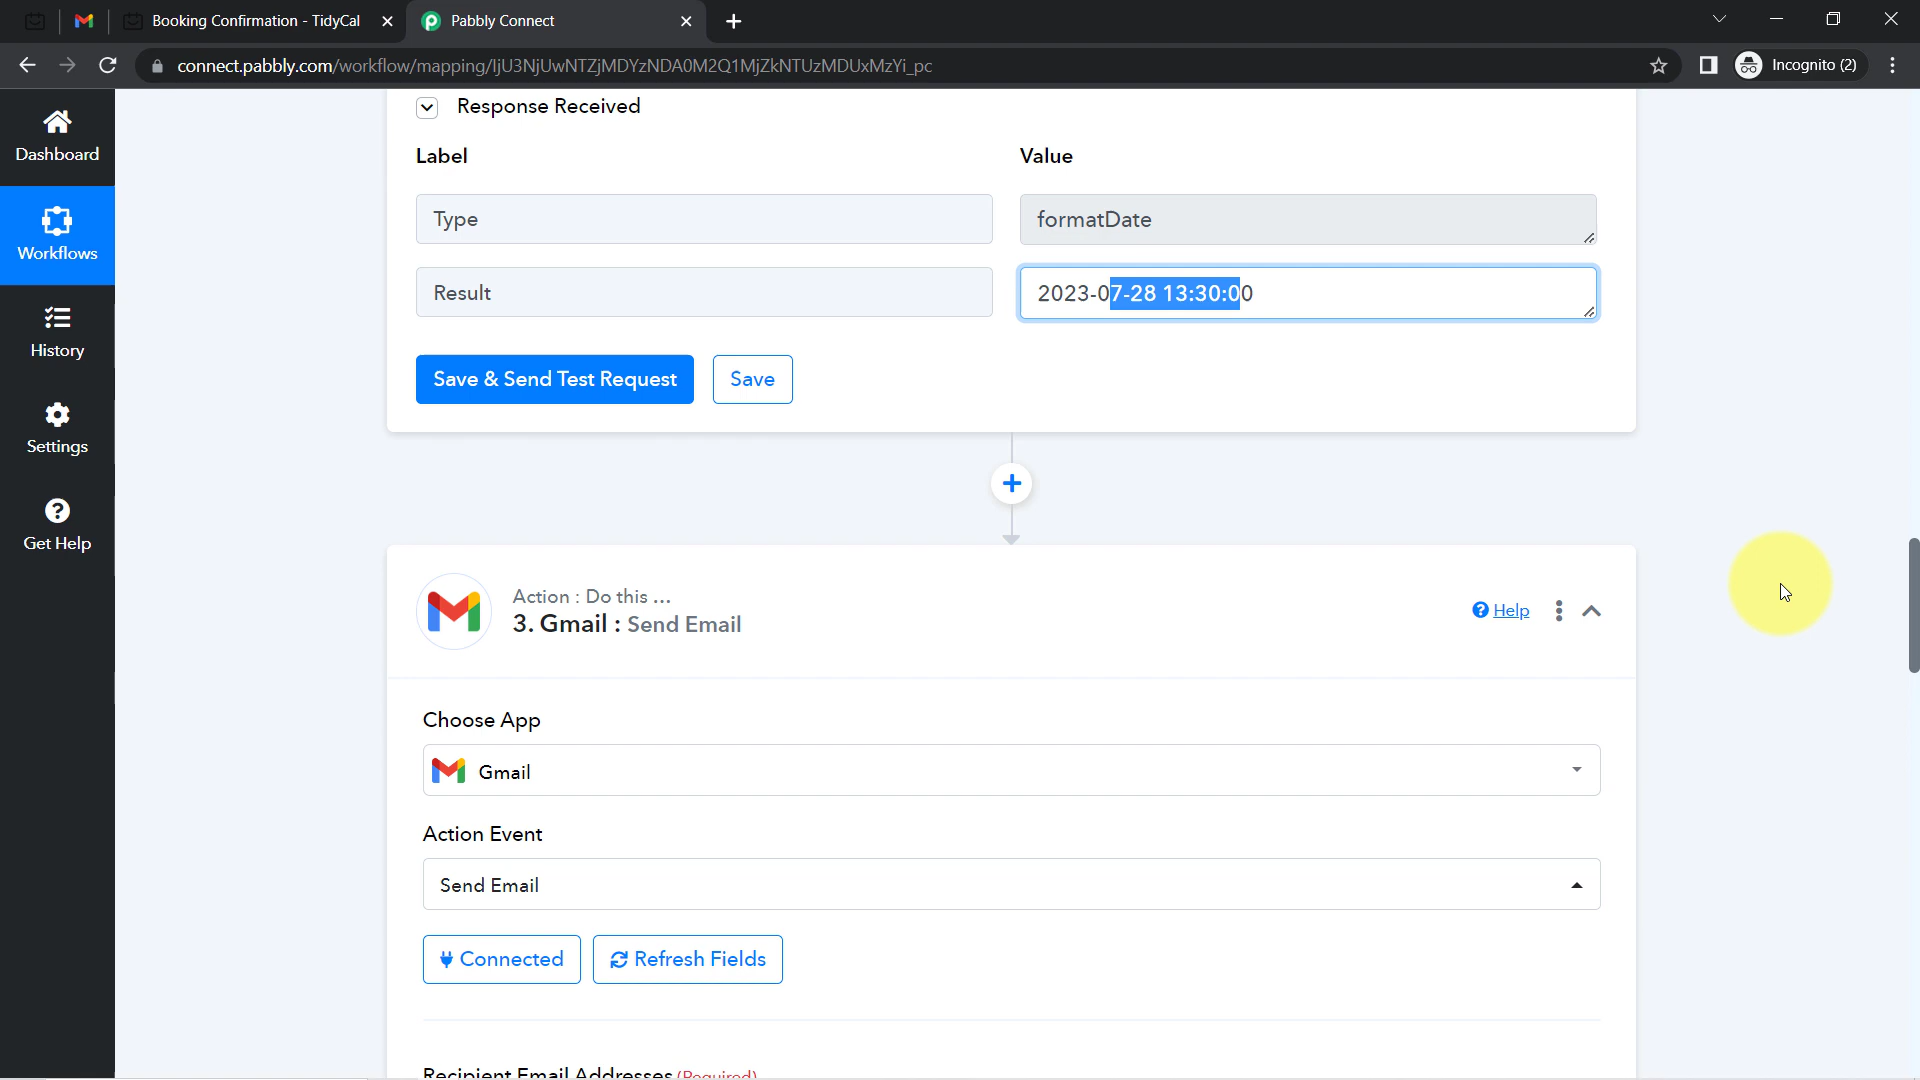 Booking Confirmation - TidyCal
Pabbly Connect
connect.pabbly.com/workflow/mapping/IjU3NjUwNTZjMDYzNDA0M2Q1MjZkNTUzMDUxMzYi_pc
Incognito (2)
Dashboard
Workflows
History
Settings
Get Help
Response Received
Label
Value
Type
formatDate
Result
2023-07-28 13:30:00
Save & Send Test Request
Save
Action : Do this ...
3. Gmail : Send Email
Help
Choose App
Gmail
Action Event
Send Email
Connected
Refresh Fields
Recipient Email Addresses (Required)